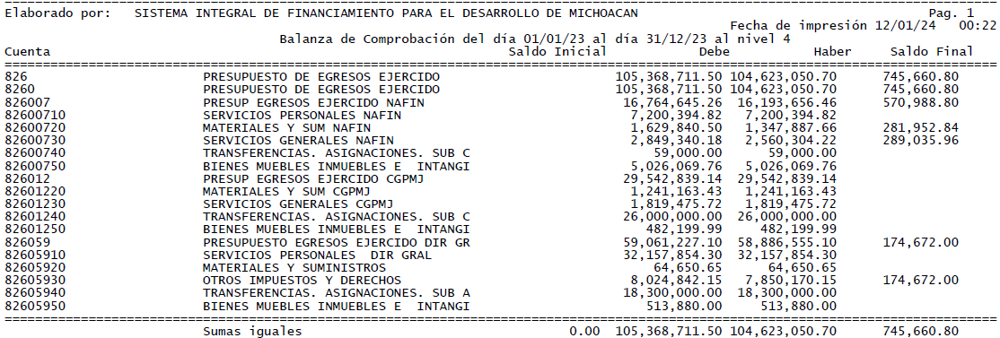 Elaborado por: SISTEMA INTEGRAL DE FINANCIAMIENTO PARA EL DESARROLLO DE MICHOACAN Pag. 1
Fecha de impresión 12/01/24 00:22
Balanza de Comprobación del día 01/01/23 al día 31/12/23 al nivel 4
Cuenta Saldo Inicial Debe Haber Saldo Final
826 PRESUPUESTO DE EGRESOS EJERCIDO 105,368,711.50 104,623,050.70 745,660.80
8260 PRESUPUESTO DE EGRESOS EJERCIDO 105,368,711.50 104,623,050.70 745,660.80
826007 PRESUP EGRESOS EJERCIDO NAFIN 16,764,645.26 16,193,656.46 570,988.80
82600710 SERVICIOS PERSONALES NAFIN 7,200,394.82 7,200,394.82
82600720 MATERIALES Y SUM NAFIN 1,629,840.50 1,347,887.66 281,952.84
82600730 SERVICIOS GENERALES NAFIN 2,849,340.18 2,560,304.22 289,035.96
82600740 TRANSFERENCIAS. ASIGNACIONES. SUB C 59,000.00 59,000.00
82600750 BIENES MUEBLES INMUEBLES E INTANGI 5,026,069.76 5,026,069.76
826012 PRESUP EGRESOS EJERCIDO CGPMJ 29,542,839.14 29,542,839.14
82601220 MATERIALES Y SUM CGPMJ 1,241,163.43 1,241,163.43
82601230 SERVICIOS GENERALES CGPMJ 1,819,475.72 1,819,475.72
82601240 TRANSFERENCIAS. ASIGNACIONES. SUB C 26,000,000.00 26,000,000.00
82601250 BIENES MUEBLES INMUEBLES E INTANGI 482,199.99 482,199.99
826059 PRESUPUESTO EGRESOS EJERCIDO DIR GR 59,061,227.10 58,886,555.10 174,672.00
82605910 SERVICIOS PERSONALES DIR GRAL 32,157,854.30 32,157,854.30
82605920 MATERIALES Y SUMINISTROS 64,650.65 64,650.65
82605930 OTROS IMPUESTOS Y DERECHOS 8,024,842.15 7,850,170.15 174,672.00
82605940 TRANSFERENCIAS. ASIGNACIONES. SUB A 18,300,000.00 18,300,000.00
82605950 BIENES MUEBLES INMUEBLES E INTANGI 513,880.00 513,880.00
Sumas iguales 0.00 105,368,711.50 104,623,050.70 745,660.80